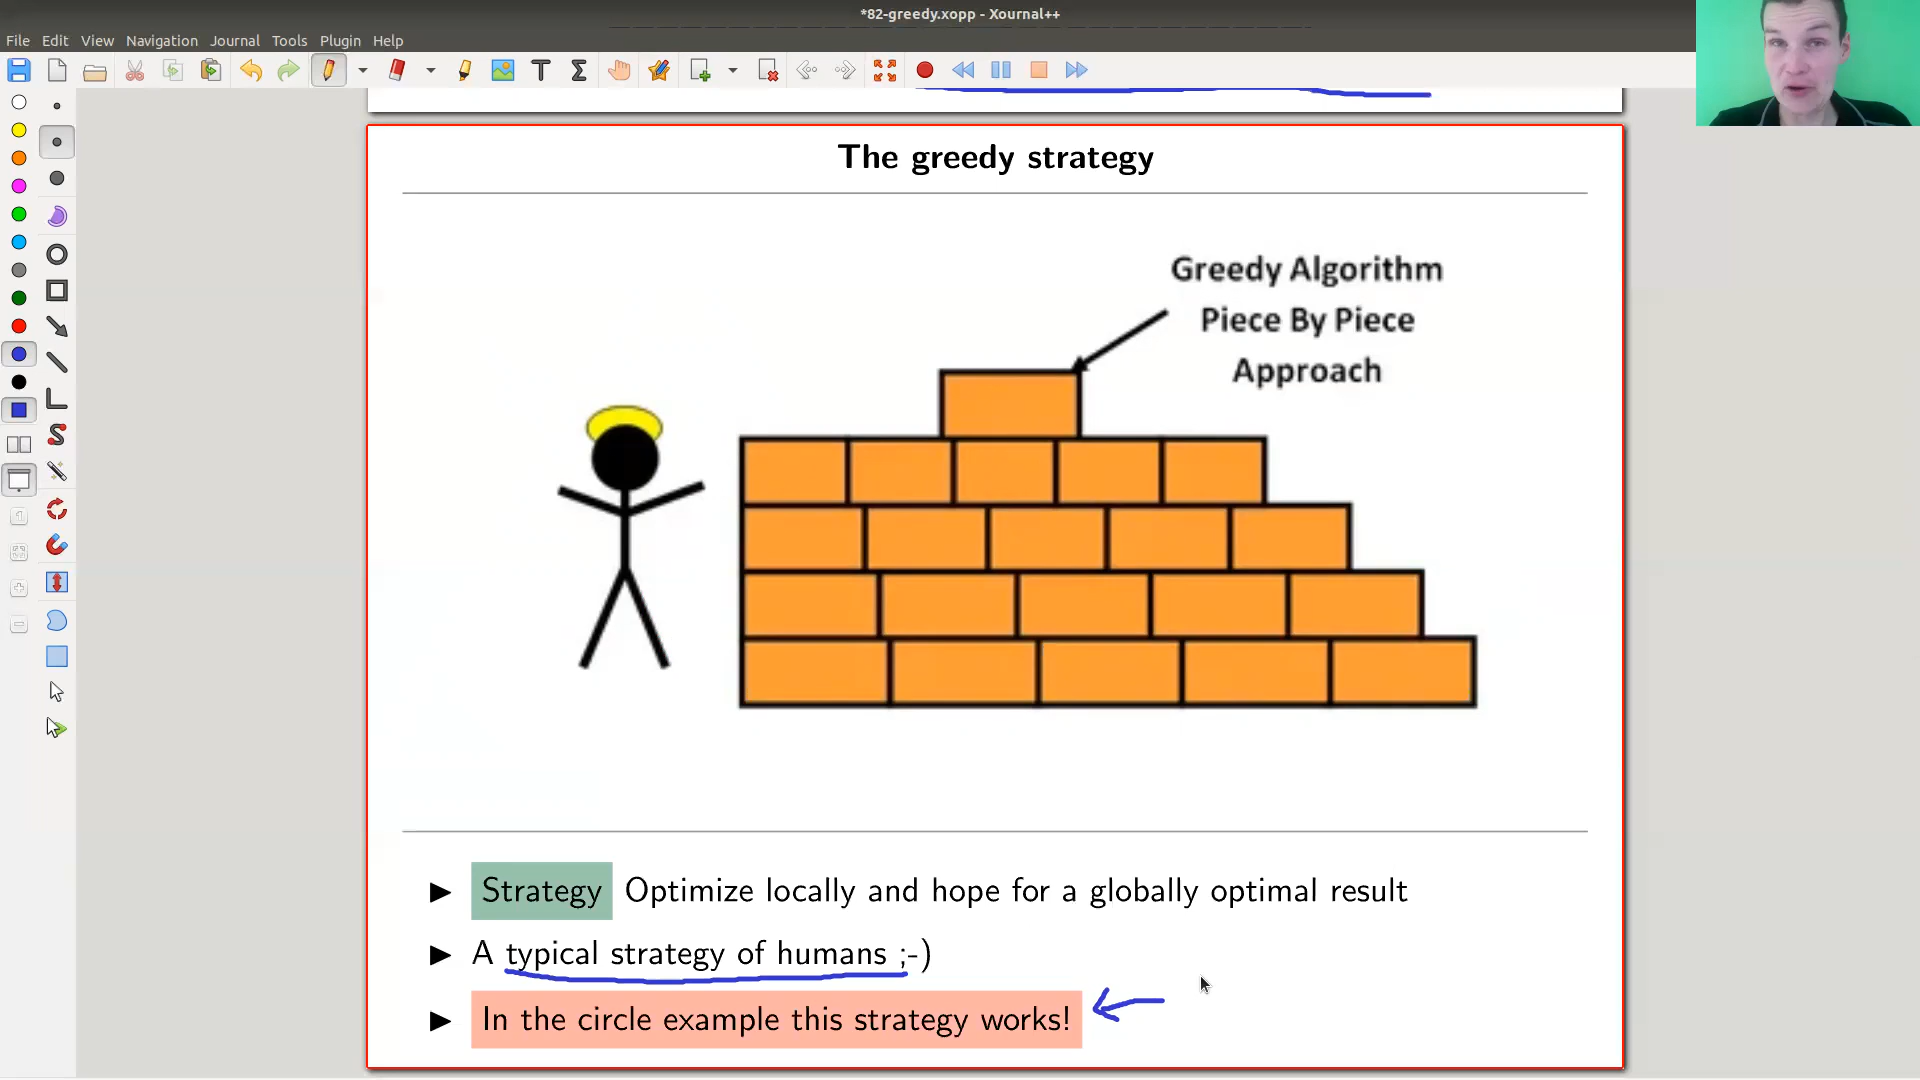 *82-greedy.xopp - Xournal++
File Edit View Navigation Journal Tools Plugin Help
The greedy strategy
Greedy Algorithm
Piece By Piece
Approach
Strategy Optimize locally and hope for a globally optimal result
A typical strategy of humans ;-)
In the circle example this strategy works!